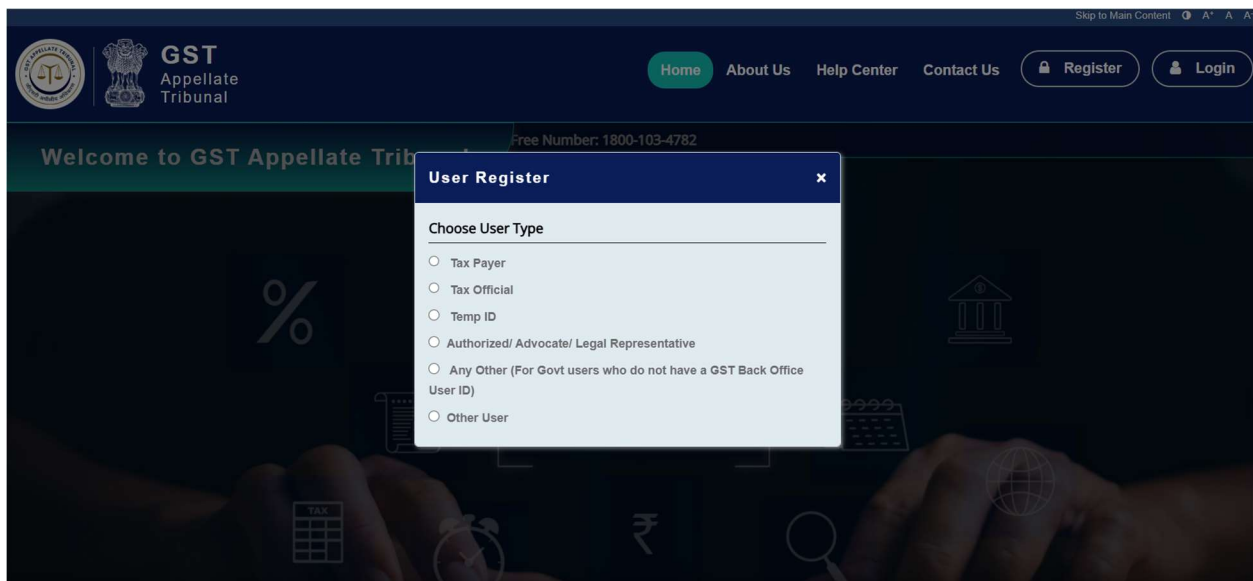 Skip to Main Content A+ A A-
GST
Appellate
Tribunal
Home About Us Help Center Contact Us Register Login
Free Number: 1800-103-4782
Welcome to GST Appellate
User Register ×
Choose User Type
Tax Payer
Tax Official
Temp ID
Authorized/ Advocate/ Legal Representative
Any Other (For Govt users who do not have a GST Back Office
User ID)
Other User
TAX